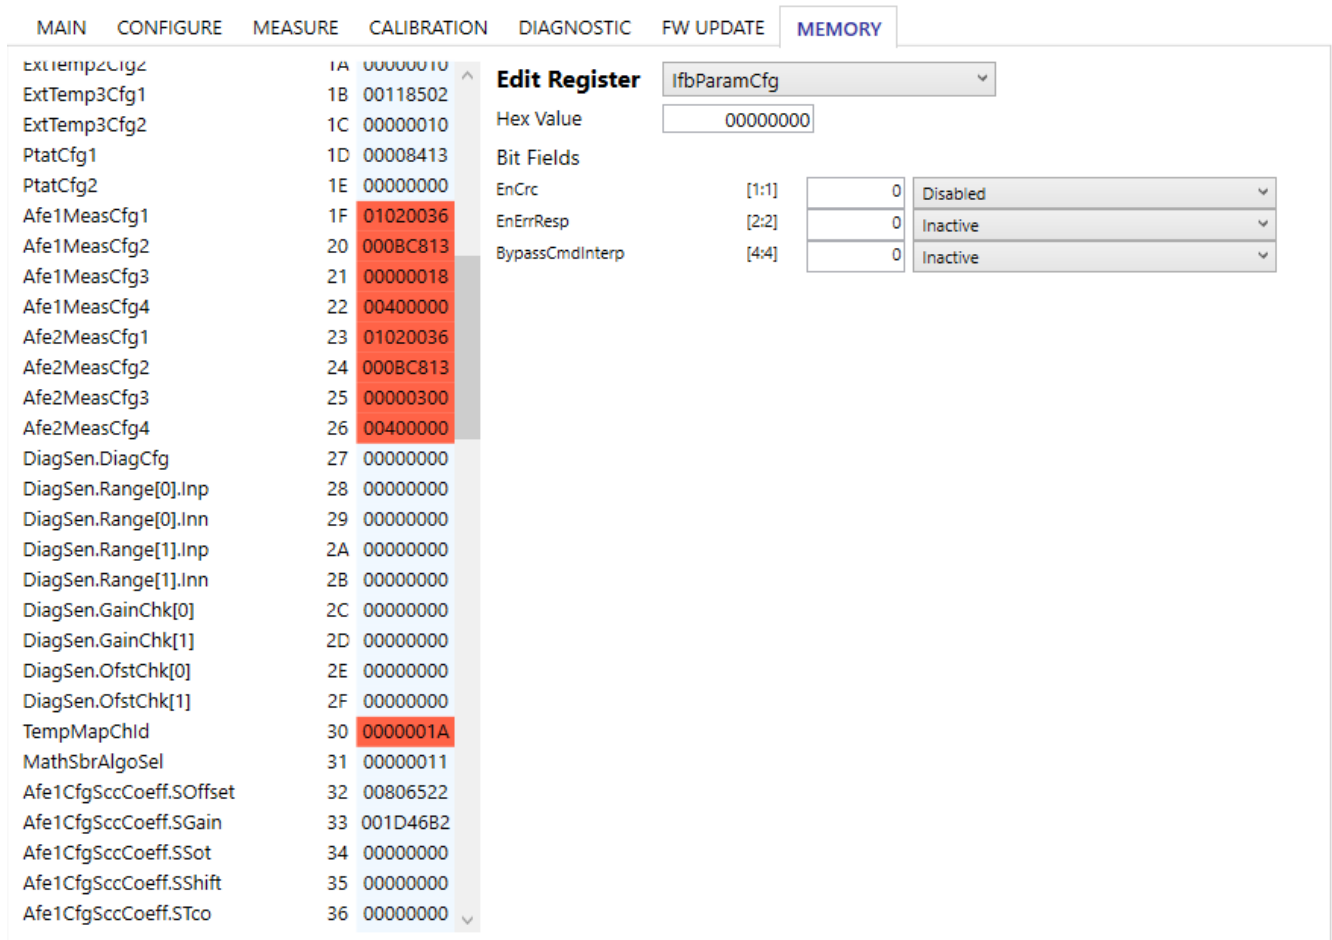 MAIN CONFIGURE MEASURE CALIBRATION DIAGNOSTIC FW UPDATE MEMORY
ExtTemp2Cfg2 1A 00000010
ExtTemp3Cfg1 1B 00118502
ExtTemp3Cfg2 1C 00000010
PtatCfg1 1D 00008413
PtatCfg2 1E 00000000
Afe1MeasCfg1 1F 01020036
Afe1MeasCfg2 20 000BC813
Afe1MeasCfg3 21 00000018
Afe1MeasCfg4 22 00400000
Afe2MeasCfg1 23 01020036
Afe2MeasCfg2 24 000BC813
Afe2MeasCfg3 25 00000300
Afe2MeasCfg4 26 00400000
DiagSen.DiagCfg 27 00000000
DiagSen.Range[0].Inp 28 00000000
DiagSen.Range[0].Inn 29 00000000
DiagSen.Range[1].Inp 2A 00000000
DiagSen.Range[1].Inn 2B 00000000
DiagSen.GainChk[0] 2C 00000000
DiagSen.GainChk[1] 2D 00000000
DiagSen.OfstChk[0] 2E 00000000
DiagSen.OfstChk[1] 2F 00000000
TempMapChId 30 0000001A
MathSbrAlgoSel 31 00000011
Afe1CfgSccCoeff.SOffset 32 00806522
Afe1CfgSccCoeff.SGain 33 001D46B2
Afe1CfgSccCoeff.SSot 34 00000000
Afe1CfgSccCoeff.SShift 35 00000000
Afe1CfgSccCoeff.STco 36 00000000
Edit Register IfbParamCfg
Hex Value 00000000
Bit Fields
EnCrc [1:1] 0 Disabled
EnErrResp [2:2] 0 Inactive
BypassCmdInterp [4:4] 0 Inactive